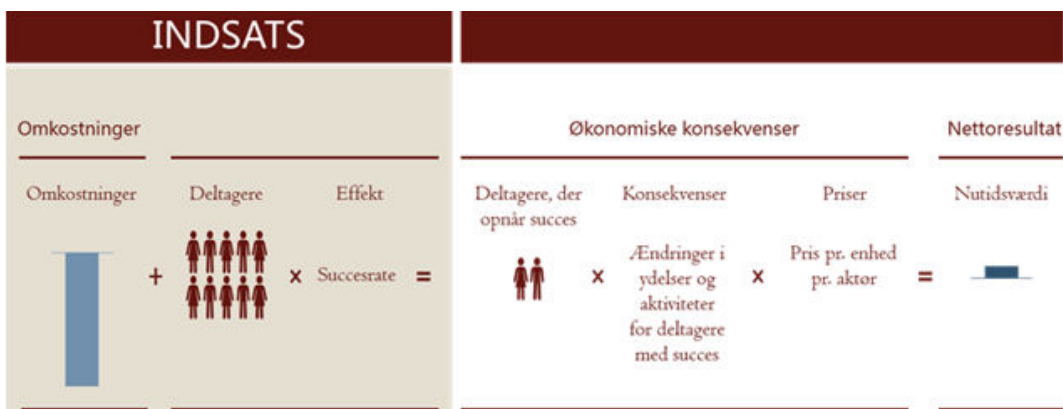 INDSATS
Omkostninger
Økonomiske konsekvenser
Nettoresultat
Omkostninger
Deltagere
Effekt
Deltagere, der
opnår succes
Konsekvenser
Priser
Nutidsværdi
+
x
Succesrate
=
x
Ændringer i
ydelser og
aktiviteter
for deltagere
med succes
x
Pris pr. enhed
pr. aktør
=